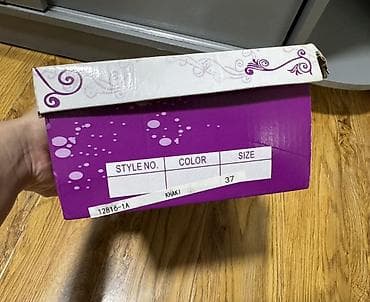 STYLE NO. COLOR SIZE
12816-1A KHAKI 37